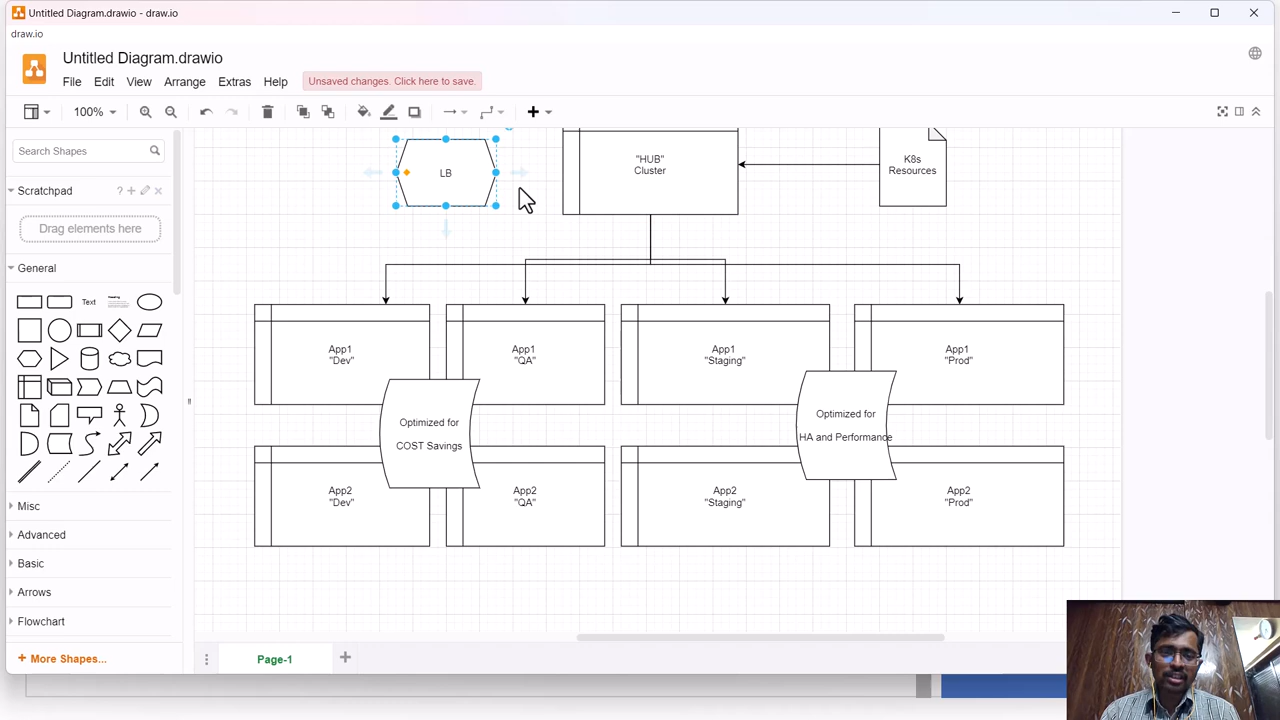 Untitled Diagram.drawio - draw.io
draw.io
Untitled Diagram.drawio
File Edit View Arrange Extras Help
Unsaved changes. Click here to save.
100%
Search Shapes
Scratchpad
?
Drag elements here
General
Text
Misc
Advanced
Basic
Arrows
Flowchart
+ More Shapes...
LB
"HUB"
Cluster
K8s
Resources
App1
"Dev"
App1
"QA"
App1
"Staging"
App1
"Prod"
Optimized for
COST Savings
Optimized for
HA and Performance
App2
"Dev"
App2
"QA"
App2
"Staging"
App2
"Prod"
Page-1